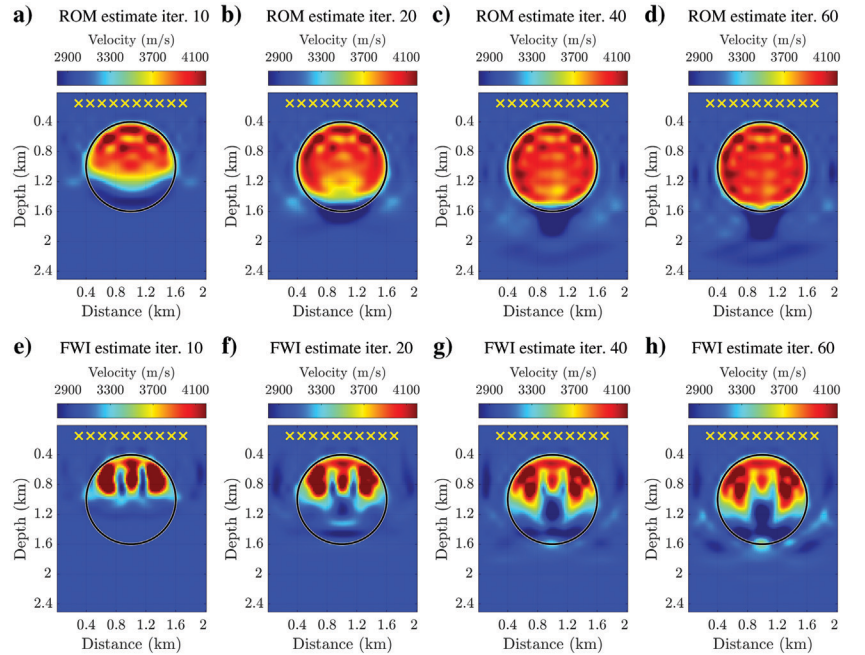 a) ROM estimate iter. 10
Velocity (m/s)
2900 3300 3700 4100
Depth (km)
0.4
0.8
1.2
1.6
2
2.4
0.4 0.8 1.2 1.6 2
Distance (km)
b) ROM estimate iter. 20
Velocity (m/s)
2900 3300 3700 4100
Depth (km)
0.4
0.8
1.2
1.6
2
2.4
0.4 0.8 1.2 1.6 2
Distance (km)
c) ROM estimate iter. 40
Velocity (m/s)
2900 3300 3700 4100
Depth (km)
0.4
0.8
1.2
1.6
2
2.4
0.4 0.8 1.2 1.6 2
Distance (km)
d) ROM estimate iter. 60
Velocity (m/s)
2900 3300 3700 4100
Depth (km)
0.4
0.8
1.2
1.6
2
2.4
0.4 0.8 1.2 1.6 2
Distance (km)
e) FWI estimate iter. 10
Velocity (m/s)
2900 3300 3700 4100
Depth (km)
0.4
0.8
1.2
1.6
2
2.4
0.4 0.8 1.2 1.6 2
Distance (km)
f) FWI estimate iter. 20
Velocity (m/s)
2900 3300 3700 4100
Depth (km)
0.4
0.8
1.2
1.6
2
2.4
0.4 0.8 1.2 1.6 2
Distance (km)
g) FWI estimate iter. 40
Velocity (m/s)
2900 3300 3700 4100
Depth (km)
0.4
0.8
1.2
1.6
2
2.4
0.4 0.8 1.2 1.6 2
Distance (km)
h) FWI estimate iter. 60
Velocity (m/s)
2900 3300 3700 4100
Depth (km)
0.4
0.8
1.2
1.6
2
2.4
0.4 0.8 1.2 1.6 2
Distance (km)